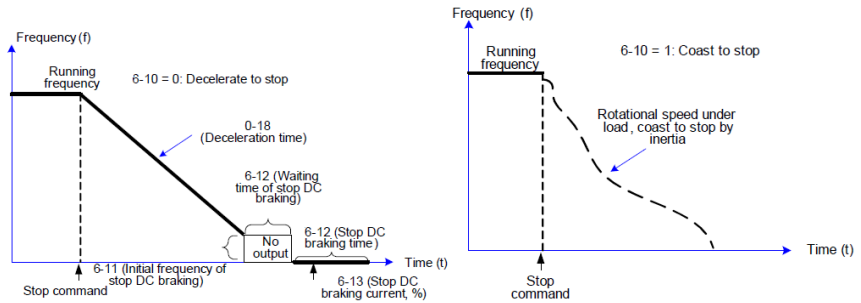 Frequency (f)
Running
frequency
6-10 = 0: Decelerate to stop
0-18
(Deceleration time)
6-12 (Waiting
time of stop DC
braking)
No
output
6-12 (Stop DC
braking time)
Time (t)
6-11 (Initial frequency of
stop DC braking)
Stop command
6-13 (Stop DC
braking current, %)
Frequency (f)
Running
frequency
6-10 = 1: Coast to stop
Rotational speed under
load, coast to stop by
inertia
Time (t)
Stop
command